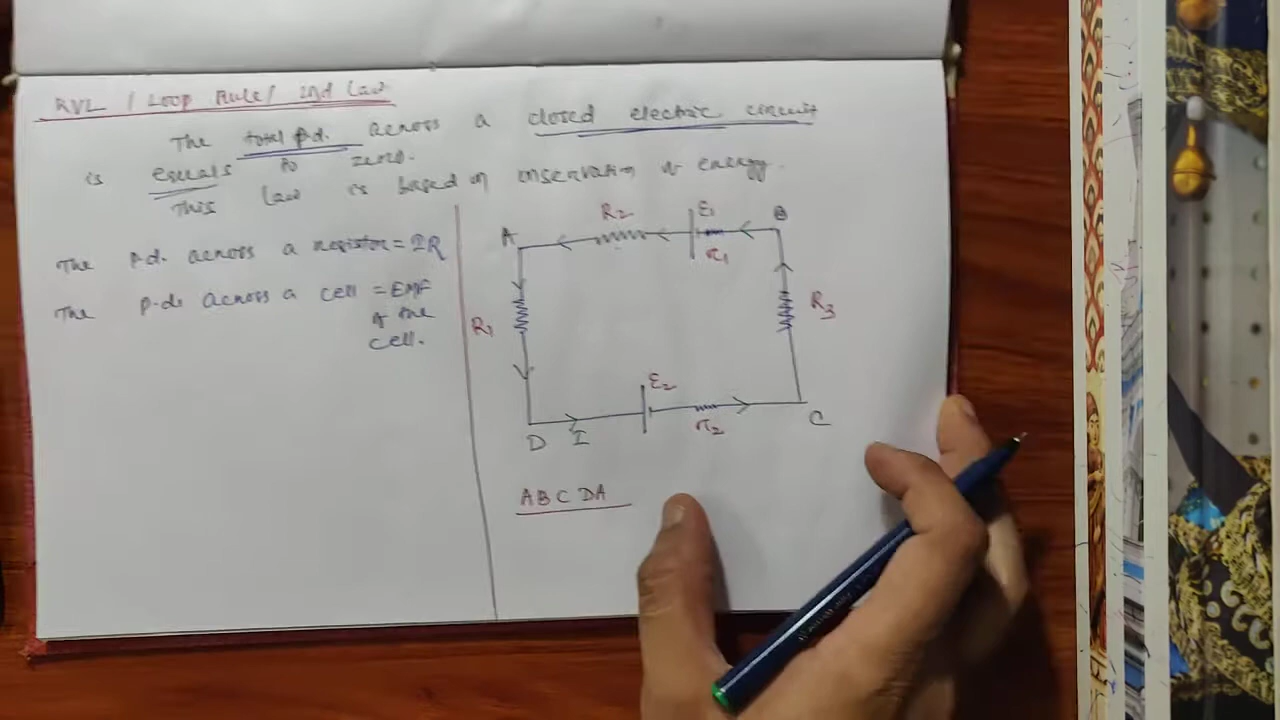 KVL / Loop Rule / 2nd Law
The total p.d. across a closed electric circuit
is equals to zero.
This law is based on conservation of energy.
The p.d. across a resistor = IR
The p.d. across a cell = EMF
of the
cell.
A R2 E1 B
r1
R1 R3
E2
D I r2 C
ABCDA